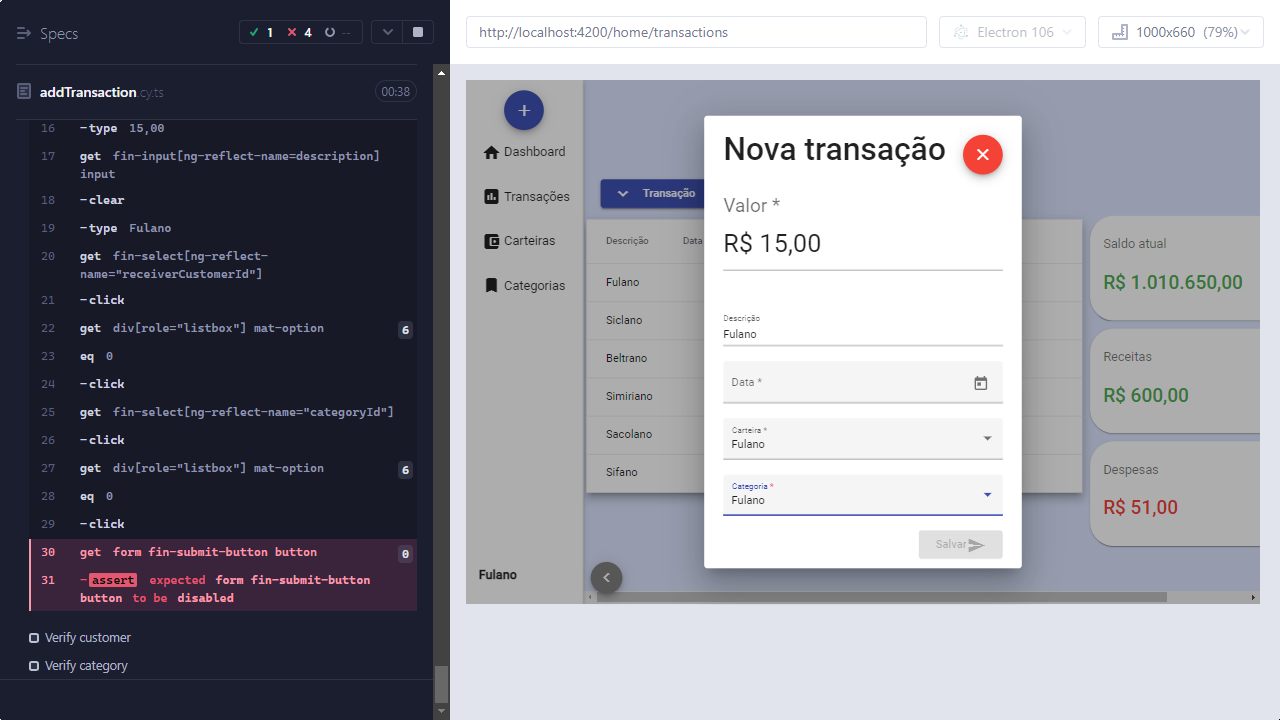 Specs
1
4
--
addTransaction.cy.ts
00:38
16 -type 15,00
17 get fin-input[ng-reflect-name=description]
input
18 -clear
19 -type Fulano
20 get fin-select[ng-reflect-
name="receiverCustomerId"]
21 -click
22 get div[role="listbox"] mat-option 6
23 eq 0
24 -click
25 get fin-select[ng-reflect-name="categoryId"]
26 -click
27 get div[role="listbox"] mat-option 6
28 eq 0
29 -click
30 get form fin-submit-button button 0
31 -assert expected form fin-submit-button
button to be disabled
Verify customer
Verify category
http://localhost:4200/home/transactions
Electron 106
1000x660 (79%)
+
Dashboard
Transações
Carteiras
Categorias
Fulano
Transação
Descrição Data
Fulano
Siclano
Beltrano
Simiriano
Sacolano
Sifano
Nova transação
Valor *
R$ 15,00
Descrição
Fulano
Data *
Carteira *
Fulano
Categoria *
Fulano
Salvar
Saldo atual
R$ 1.010.650,00
Receitas
R$ 600,00
Despesas
R$ 51,00